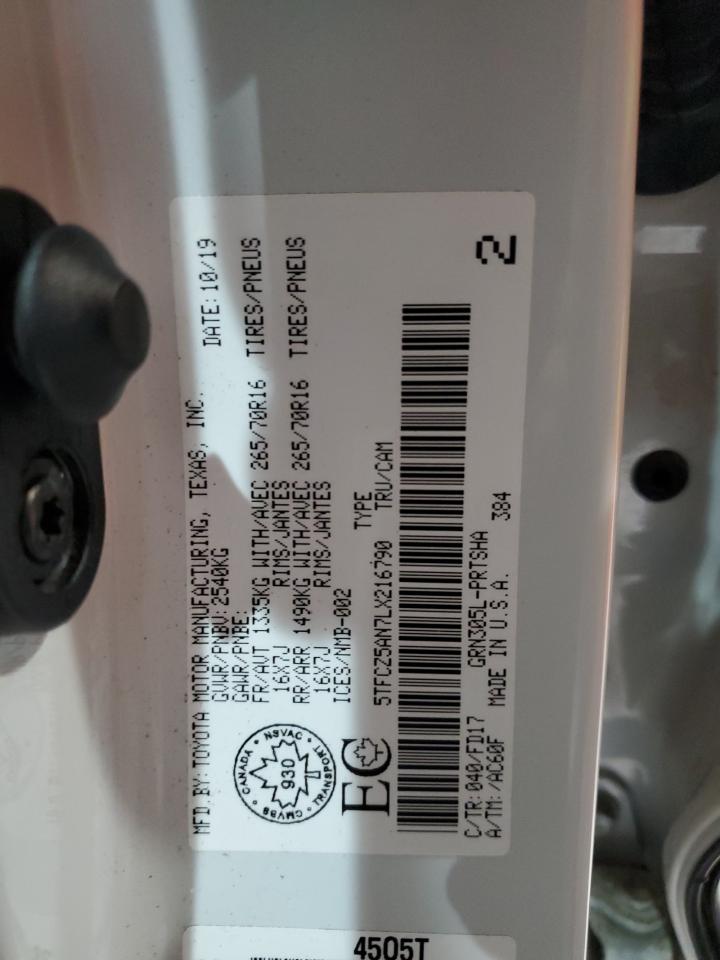 MFD. BY: TOYOTA MOTOR MANUFACTURING, TEXAS, INC.
GVWR/PNBV: 2540KG DATE: 10/19
GAWR/PNBE:
FR/AVT 1335KG WITH/AVEC 265/70R16 TIRES/PNEUS
16X7J RIMS/JANTES
RR/ARR 1490KG WITH/AVEC 265/70R16 TIRES/PNEUS
16X7J RIMS/JANTES
ICES/NMB-002
TYPE
5TFCZ5AN7LX216790 TRU/CAM
CANADA • NSVAC • TRANSPORT • CMVSS
930
EC
C/TR: 040/FD17 GRN305L-PRTSHA
A/TM: /AC60F MADE IN U.S.A. 384
2
4505T